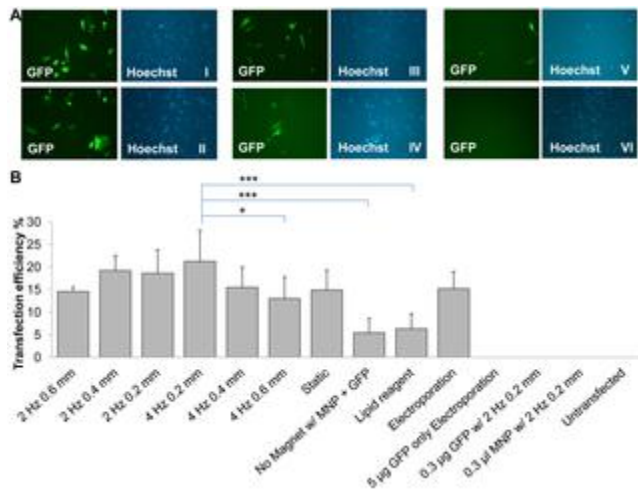 A
GFP Hoechst I GFP Hoechst III GFP Hoechst V
GFP Hoechst II GFP Hoechst IV GFP Hoechst VI
B
***
***
*
Transfection efficiency %
30
25
20
15
10
5
0
2 Hz 0.6 mm
2 Hz 0.4 mm
2 Hz 0.2 mm
4 Hz 0.2 mm
4 Hz 0.4 mm
4 Hz 0.6 mm
Static
No Magnet w/ MNP + GFP
Lipid reagent
Electroporation
5 µg GFP only Electroporation
0.3 µg GFP w/ 2 Hz 0.2 mm
0.3 µl MNP w/ 2 Hz 0.2 mm
Untransfected